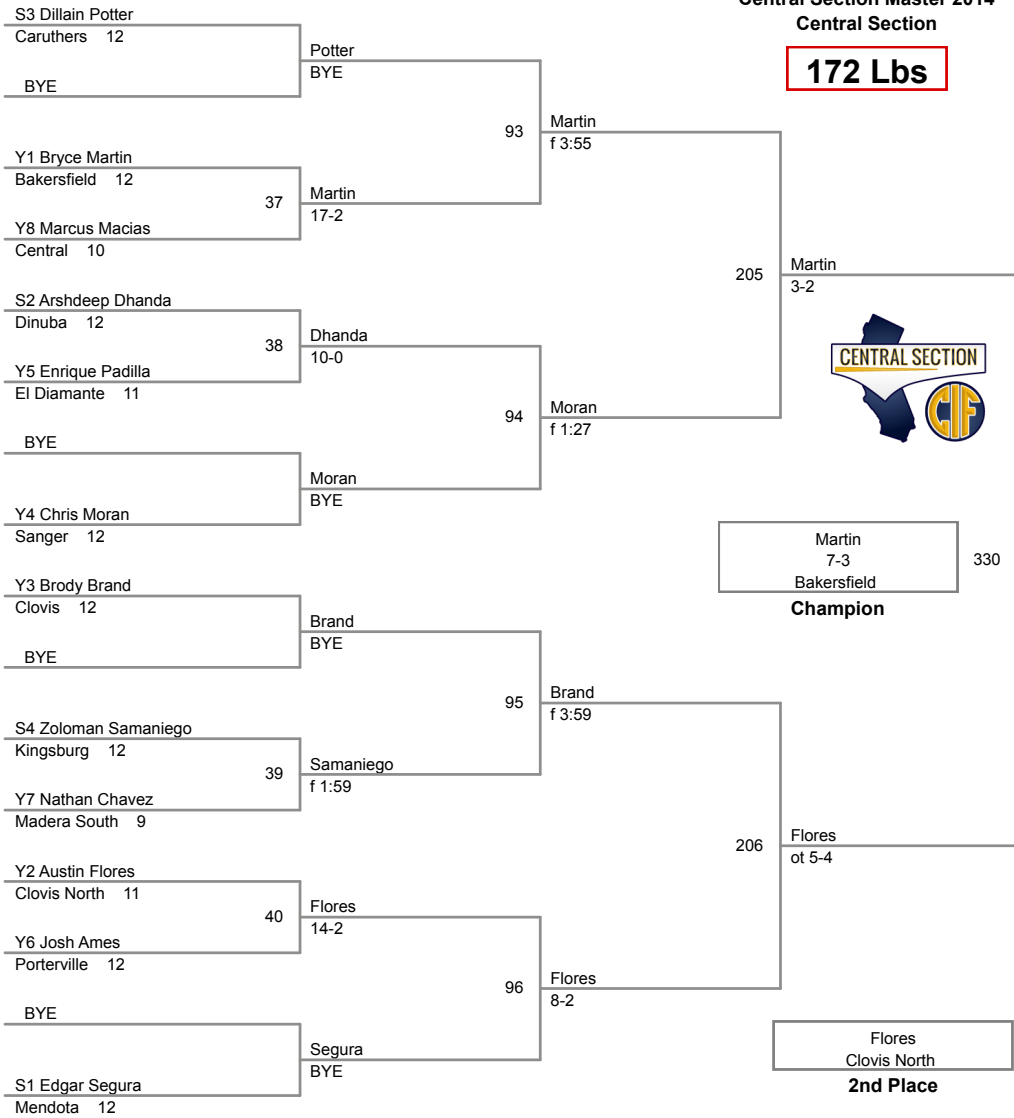 Central Section Master 2014
Central Section
172 Lbs
S3 Dillain Potter
Caruthers 12
BYE
Potter
BYE
93
Martin
f 3:55
Y1 Bryce Martin
Bakersfield 12
37
Martin
17-2
Y8 Marcus Macias
Central 10
205
Martin
3-2
S2 Arshdeep Dhanda
Dinuba 12
38
Dhanda
10-0
Y5 Enrique Padilla
El Diamante 11
94
Moran
f 1:27
BYE
Moran
BYE
Y4 Chris Moran
Sanger 12
CENTRAL SECTION
CIF
Martin
7-3
Bakersfield
330
Champion
Y3 Brody Brand
Clovis 12
BYE
Brand
BYE
95
Brand
f 3:59
S4 Zoloman Samaniego
Kingsburg 12
39
Samaniego
f 1:59
Y7 Nathan Chavez
Madera South 9
206
Flores
ot 5-4
Y2 Austin Flores
Clovis North 11
40
Flores
14-2
Y6 Josh Ames
Porterville 12
96
Flores
8-2
BYE
Segura
BYE
S1 Edgar Segura
Mendota 12
Flores
Clovis North
2nd Place